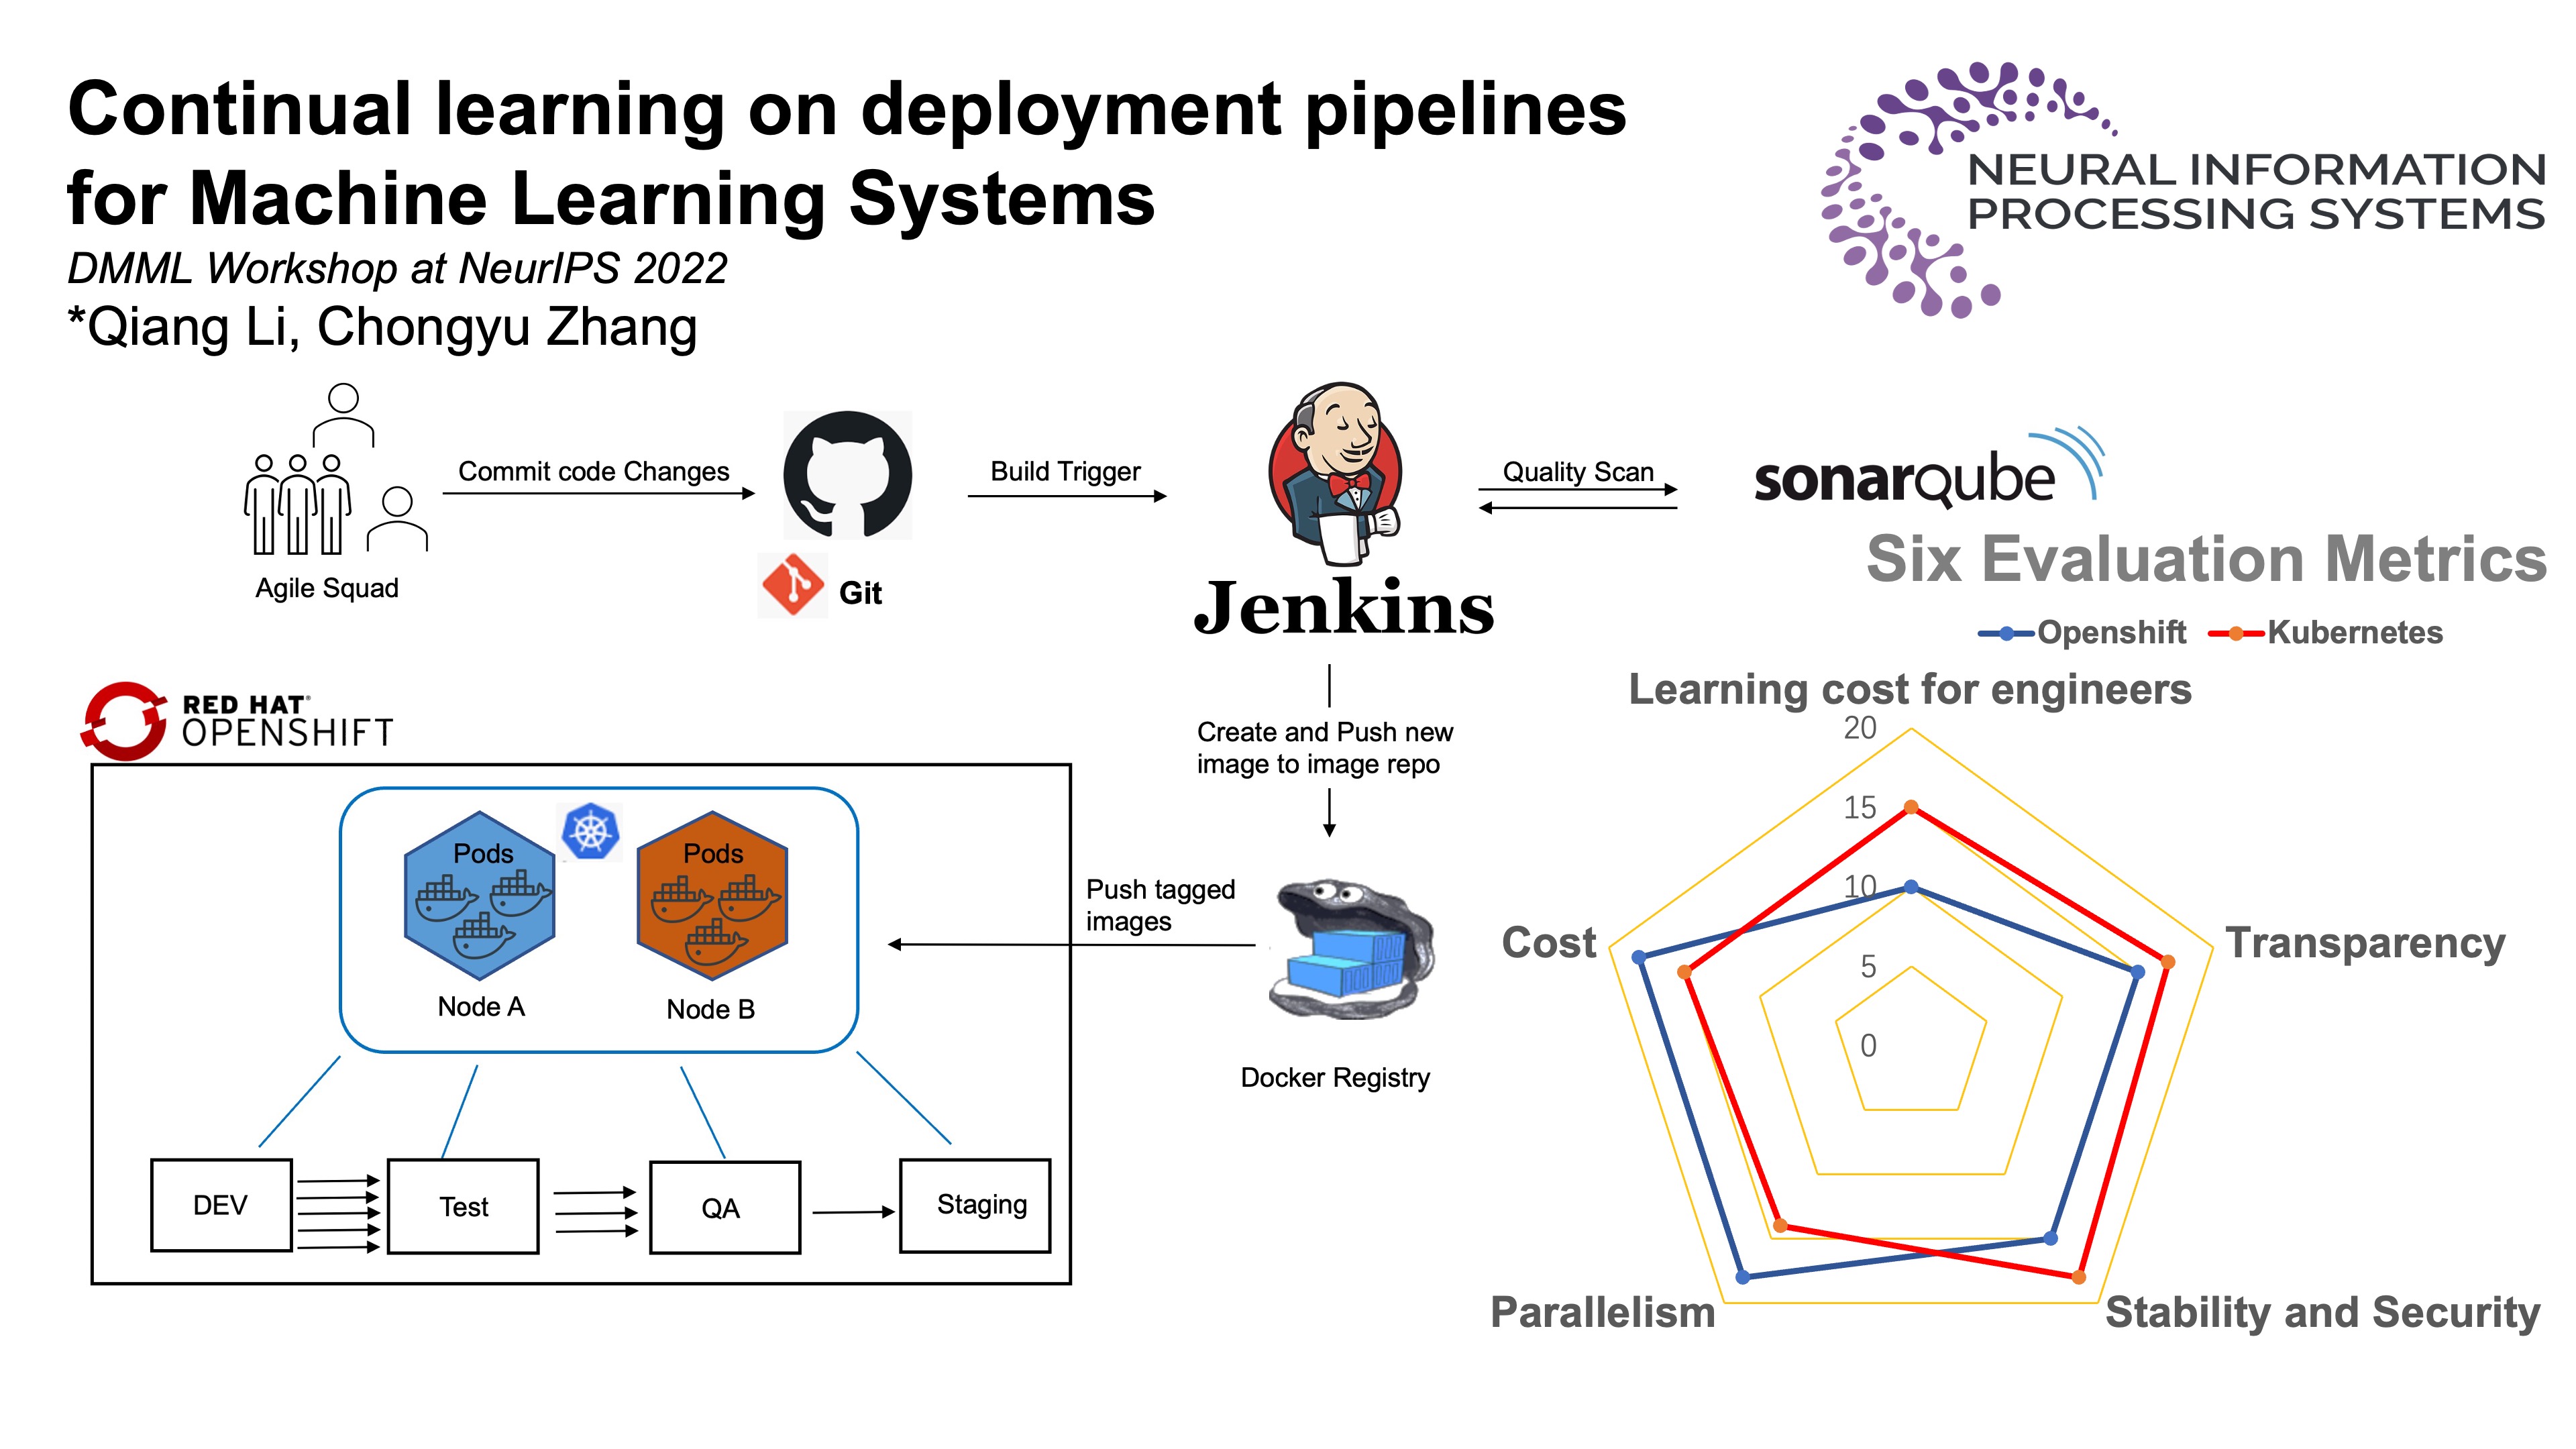 Continual learning on deployment pipelines
for Machine Learning Systems
DMML Workshop at NeurIPS 2022
*Qiang Li, Chongyu Zhang
NEURAL INFORMATION
PROCESSING SYSTEMS
Commit code Changes
Agile Squad
Git
Build Trigger
Jenkins
Quality Scan
sonarqube
Create and Push new
image to image repo
Docker Registry
Push tagged
images
RED HAT®
OPENSHIFT
Pods
Pods
Node A
Node B
DEV
Test
QA
Staging
Six Evaluation Metrics
Openshift
Kubernetes
Learning cost for engineers
20
15
10
5
0
Cost
Transparency
Parallelism
Stability and Security